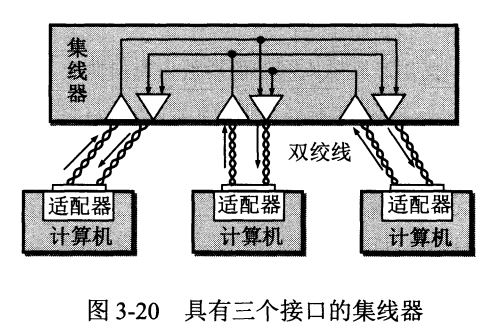 集线器
双绞线
适配器 适配器 适配器
计算机 计算机 计算机
图 3-20 具有三个接口的集线器